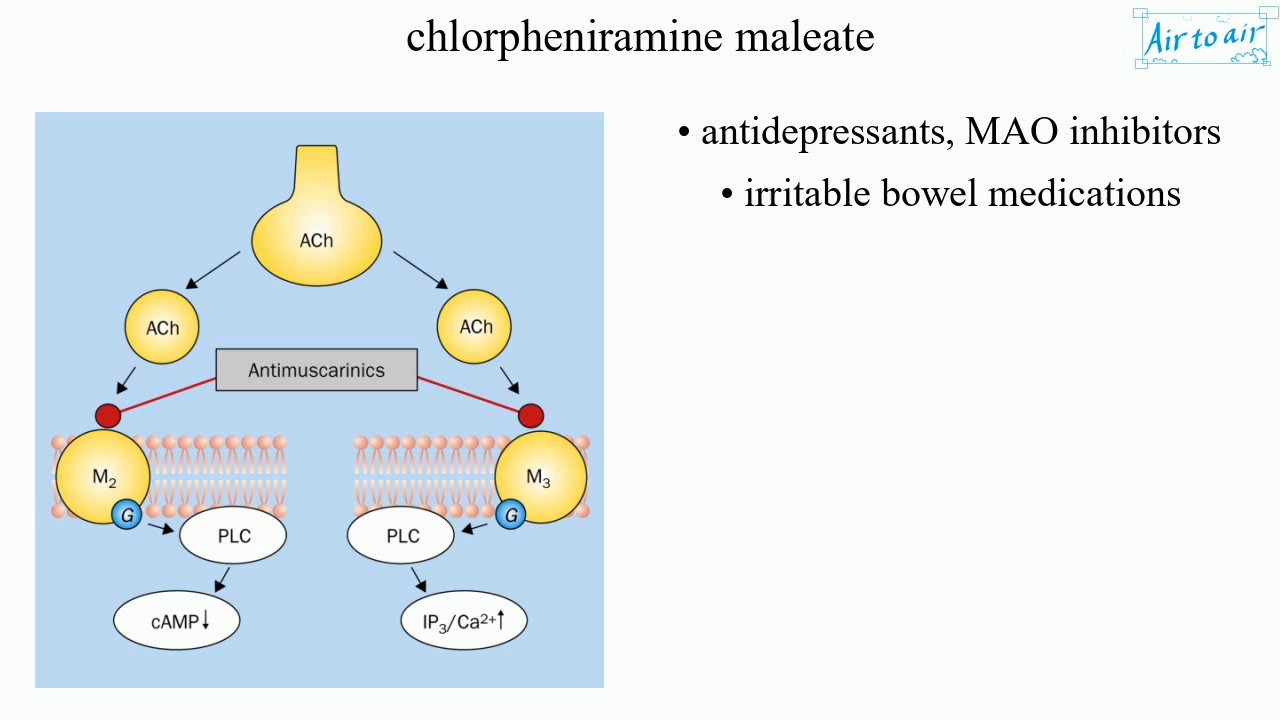 chlorpheniramine maleate
Air to air
• antidepressants, MAO inhibitors
• irritable bowel medications
ACh
ACh
ACh
Antimuscarinics
M₂
M₃
G
G
PLC
PLC
cAMP↓
IP₃/Ca²⁺↑